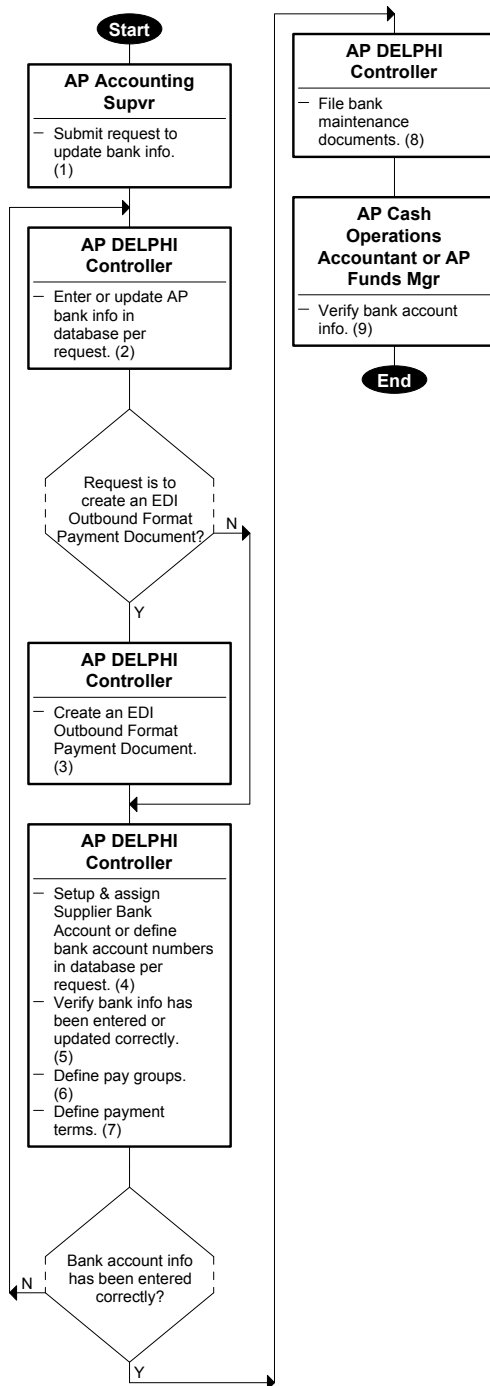 Start
AP Accounting
Supvr
– Submit request to
update bank info.
(1)
AP DELPHI
Controller
– Enter or update AP
bank info in
database per
request. (2)
Request is to
create an EDI
Outbound Format
Payment Document?
N
Y
AP DELPHI
Controller
– Create an EDI
Outbound Format
Payment Document.
(3)
AP DELPHI
Controller
– Setup & assign
Supplier Bank
Account or define
bank account numbers
in database per
request. (4)
– Verify bank info has
been entered or
updated correctly.
(5)
– Define pay groups.
(6)
– Define payment
terms. (7)
Bank account info
has been entered
correctly?
N
Y
AP DELPHI
Controller
– File bank
maintenance
documents. (8)
AP Cash
Operations
Accountant or AP
Funds Mgr
– Verify bank account
info. (9)
End